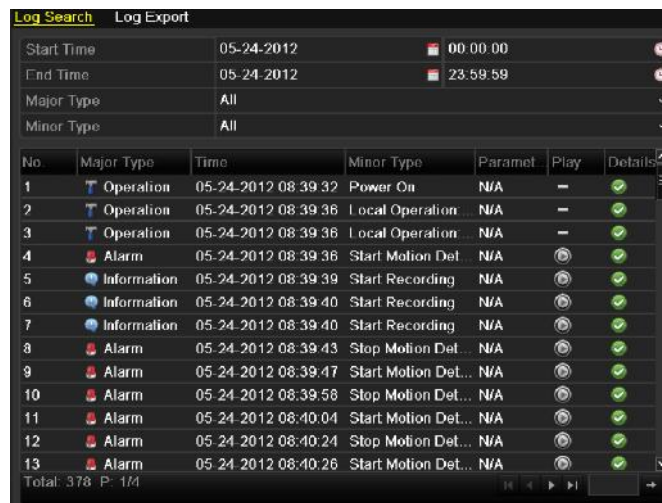 Log Search Log Export
Start Time 05-24-2012 00:00:00
End Time 05-24-2012 23:59:59
Major Type All
Minor Type All
No. Major Type Time Minor Type Paramet... Play Details
1 Operation 05-24-2012 08:39:32 Power On N/A —
2 Operation 05-24-2012 08:39:36 Local Operation:... N/A —
3 Operation 05-24-2012 08:39:36 Local Operation:... N/A —
4 Alarm 05-24-2012 08:39:36 Start Motion Det... N/A
5 Information 05-24-2012 08:39:39 Start Recording N/A
6 Information 05-24-2012 08:39:40 Start Recording N/A
7 Information 05-24-2012 08:39:40 Start Recording N/A
8 Alarm 05-24-2012 08:39:43 Stop Motion Det... N/A
9 Alarm 05-24-2012 08:39:47 Start Motion Det... N/A
10 Alarm 05-24-2012 08:39:58 Stop Motion Det... N/A
11 Alarm 05-24-2012 08:40:04 Start Motion Det... N/A
12 Alarm 05-24-2012 08:40:24 Stop Motion Det... N/A
13 Alarm 05-24-2012 08:40:26 Start Motion Det... N/A
Total: 378 P: 1/4